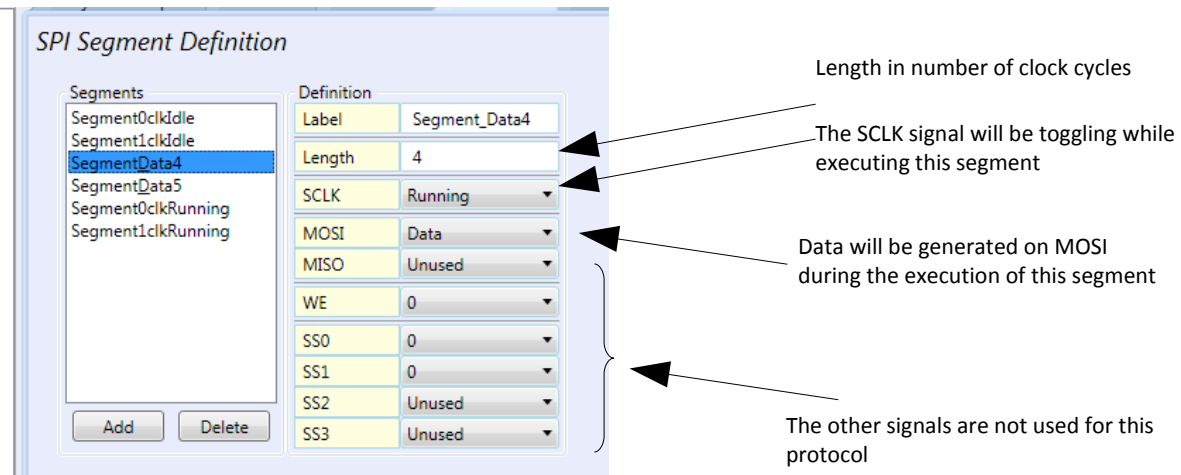 SPI Segment Definition
Segments
Segment0clkIdle
Segment1clkIdle
SegmentData4
SegmentData5
Segment0clkRunning
Segment1clkRunning
Add
Delete
Definition
Label
Segment_Data4
Length
4
SCLK
Running
MOSI
Data
MISO
Unused
WE
0
SS0
0
SS1
0
SS2
Unused
SS3
Unused
Length in number of clock cycles
The SCLK signal will be toggling while
executing this segment
Data will be generated on MOSI
during the execution of this segment
The other signals are not used for this
protocol